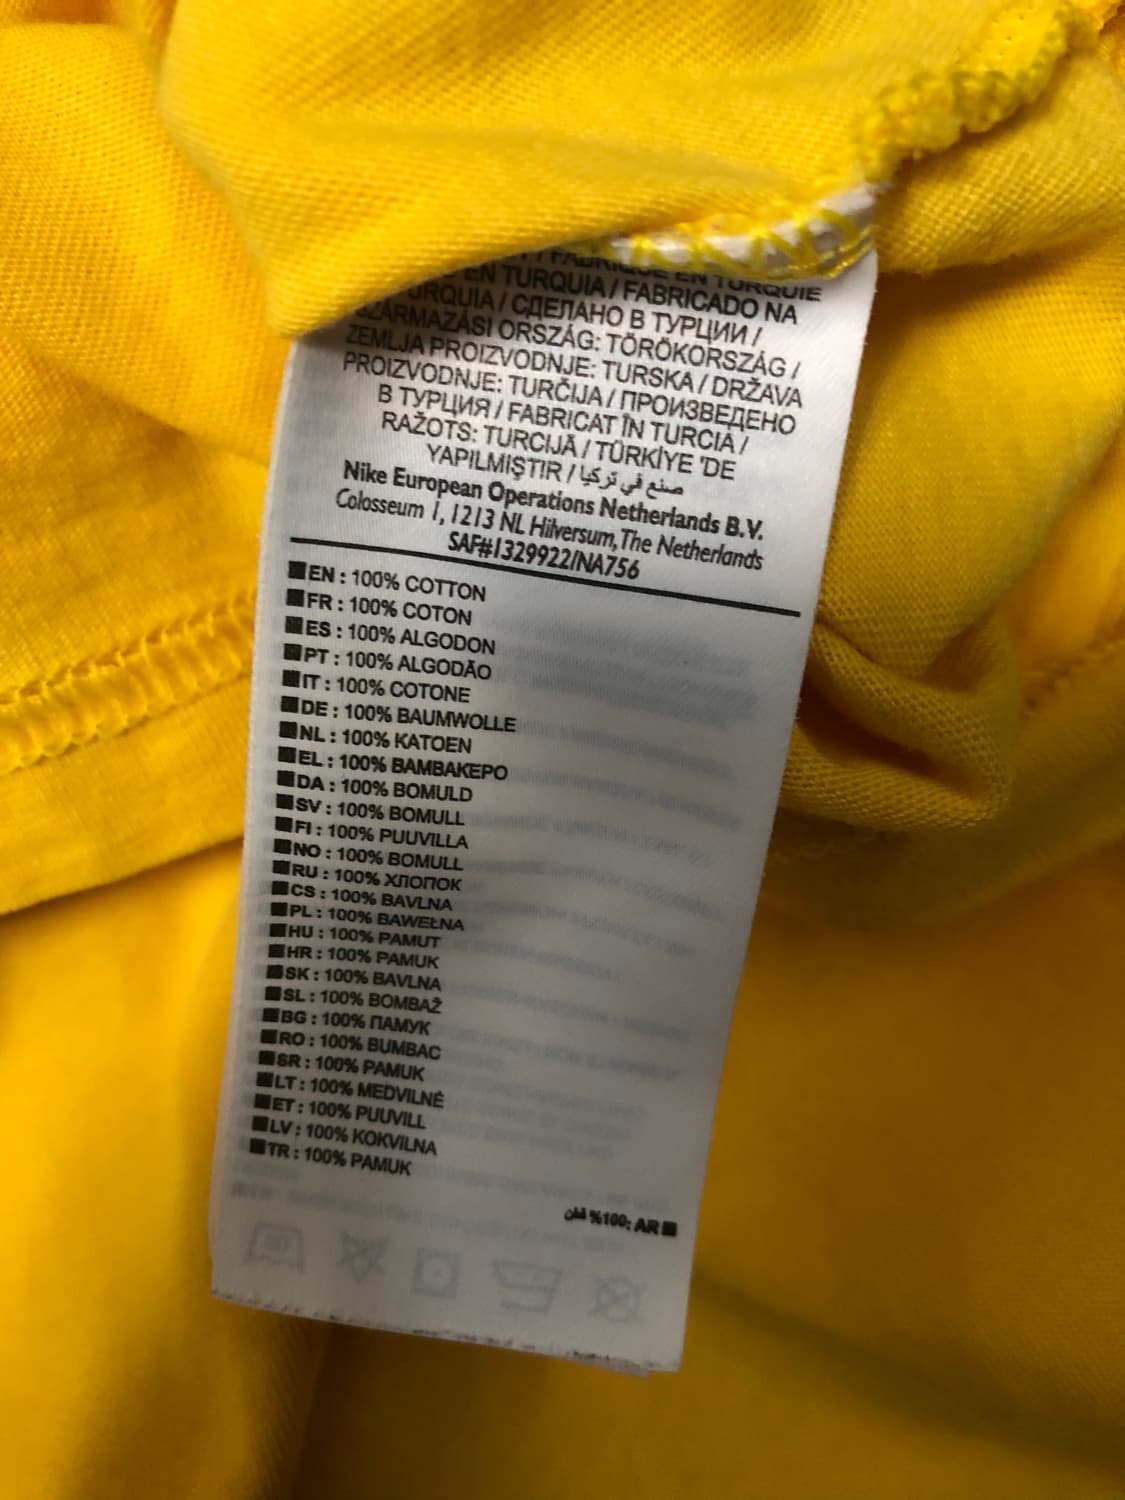 / FABRIQUÉ EN TURQUIE
EN TURQUIA / FABRICADO NA
TURQUIA / СДЕЛАНО В ТУРЦИИ /
SZÁRMAZÁSI ORSZÁG: TÖRÖKORSZÁG /
ZEMLJA PROIZVODNJE: TURSKA / DRŽAVA
PROIZVODNJE: TURČIJA / ПРОИЗВЕДЕНО
В ТУРЦИЯ / FABRICAT ÎN TURCIA /
RAŽOTS: TURCIJĀ / TÜRKİYE 'DE
YAPILMIŞTIR / صنع في تركيا
Nike European Operations Netherlands B.V.
Colosseum 1, 1213 NL Hilversum, The Netherlands
SAF#1329922/NA756
EN : 100% COTTON
FR : 100% COTON
ES : 100% ALGODON
PT : 100% ALGODÃO
IT : 100% COTONE
DE : 100% BAUMWOLLE
NL : 100% KATOEN
EL : 100% ΒΑΜΒΑΚΕΡΟ
DA : 100% BOMULD
SV : 100% BOMULL
FI : 100% PUUVILLA
NO : 100% BOMULL
RU : 100% ХЛОПОК
CS : 100% BAVLNA
PL : 100% BAWEŁNA
HU : 100% PAMUT
HR : 100% PAMUK
SK : 100% BAVLNA
SL : 100% BOMBAŽ
BG : 100% ПАМУК
RO : 100% BUMBAC
SR : 100% PAMUK
LT : 100% MEDVILNĖ
ET : 100% PUUVILL
LV : 100% KOKVILNA
TR : 100% PAMUK
قطن %100: AR